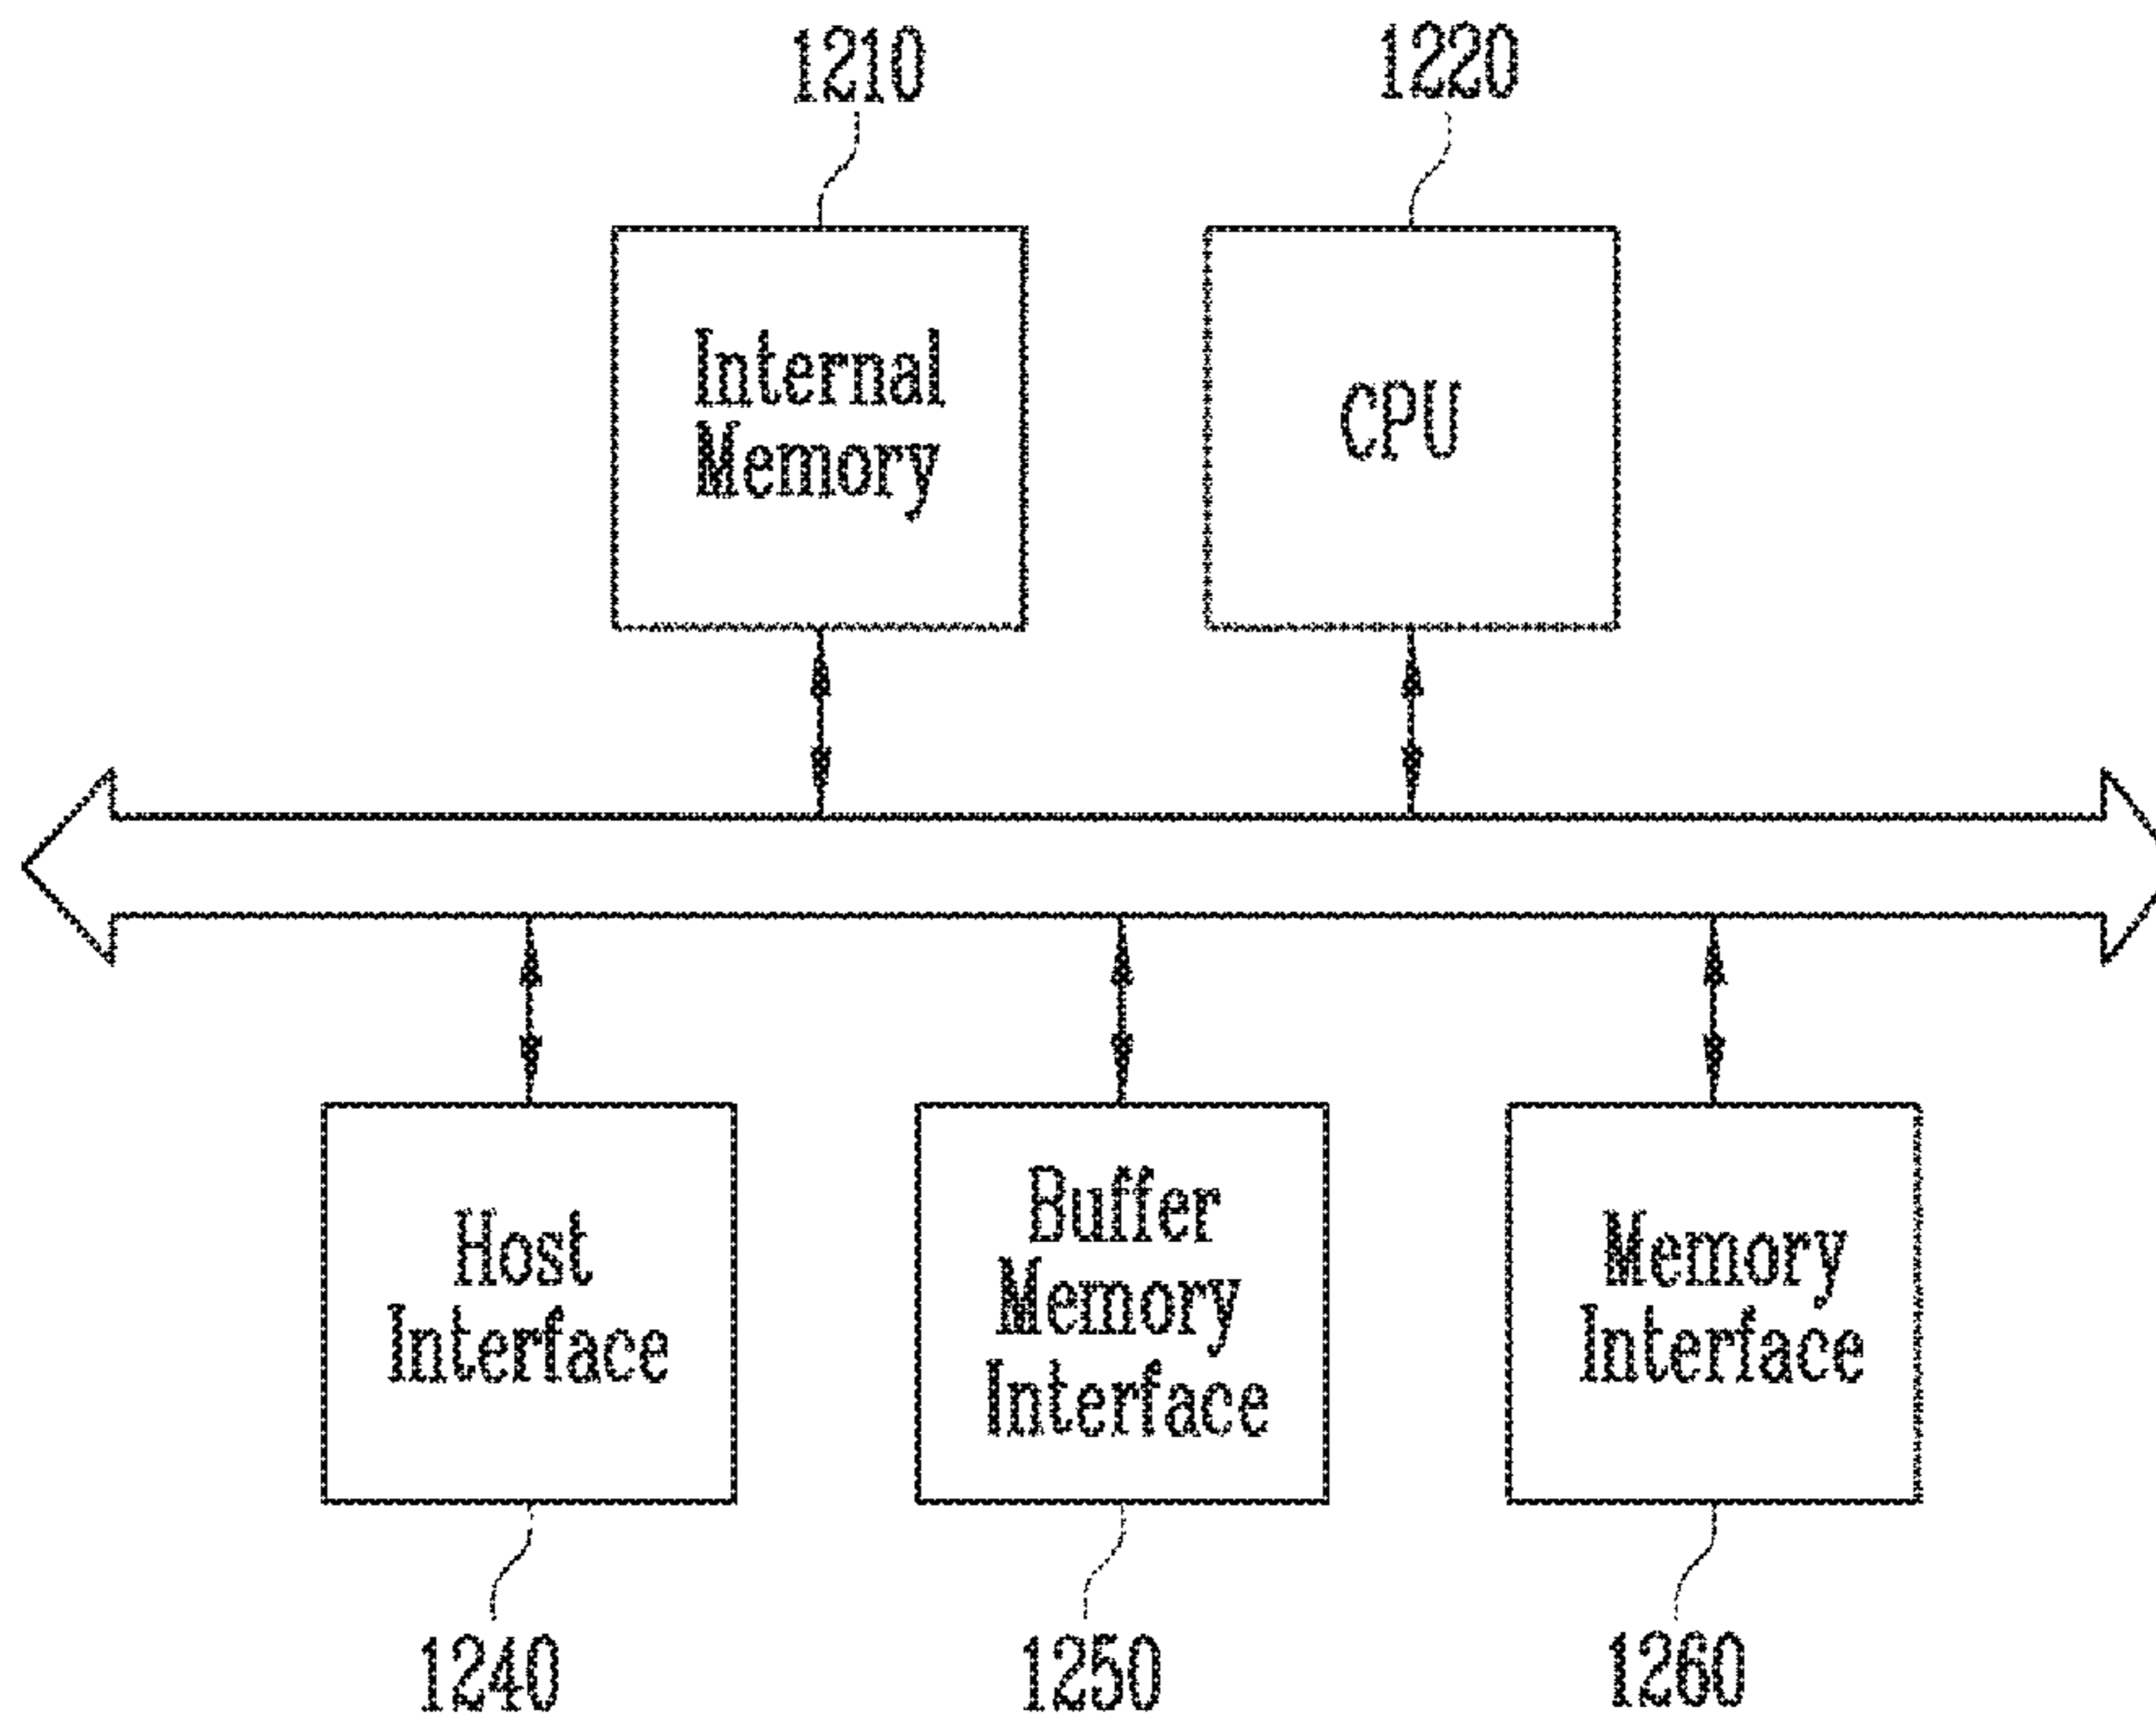 1210
1220
Internal
Memory
CPU
Host
Interface
Buffer
Memory
Interface
Memory
Interface
1240
1250
1260